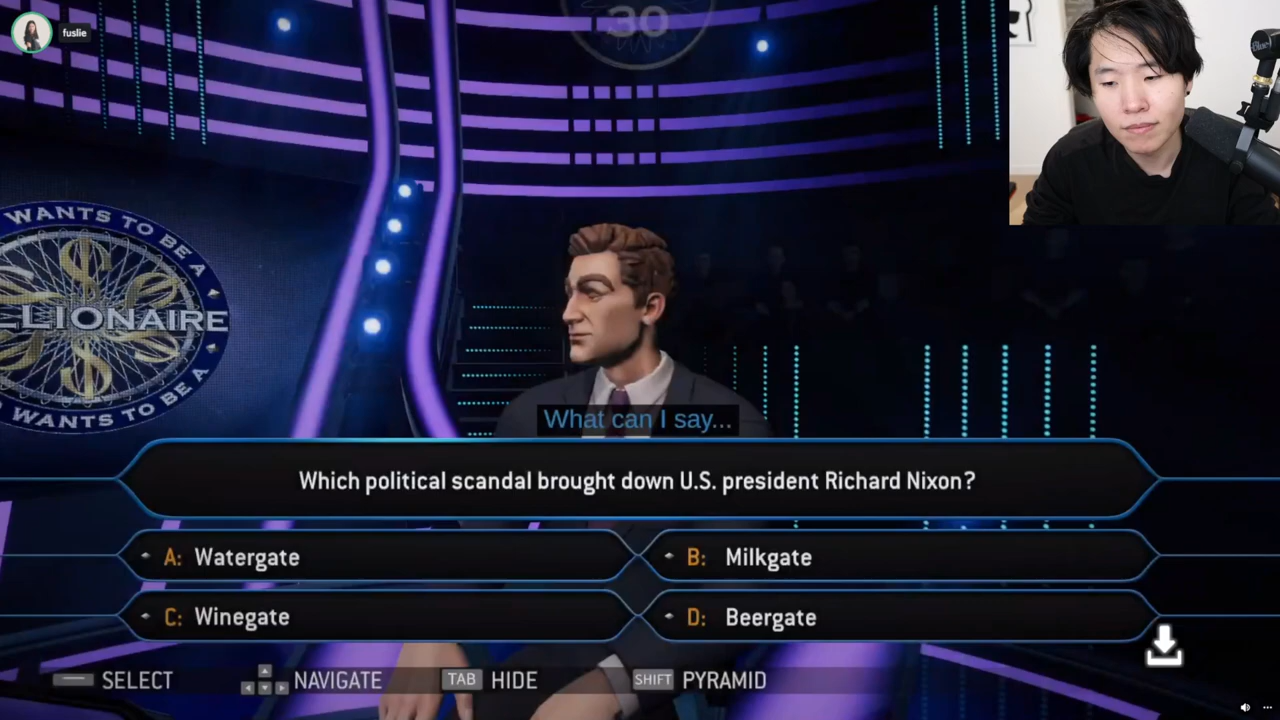 30
fuslie
WANTS TO BE A
LLIONAIRE
WANTS TO BE A
What can I say...
Which political scandal brought down U.S. president Richard Nixon?
A: Watergate
B: Milkgate
C: Winegate
D: Beergate
SELECT
NAVIGATE
TAB HIDE
SHIFT PYRAMID